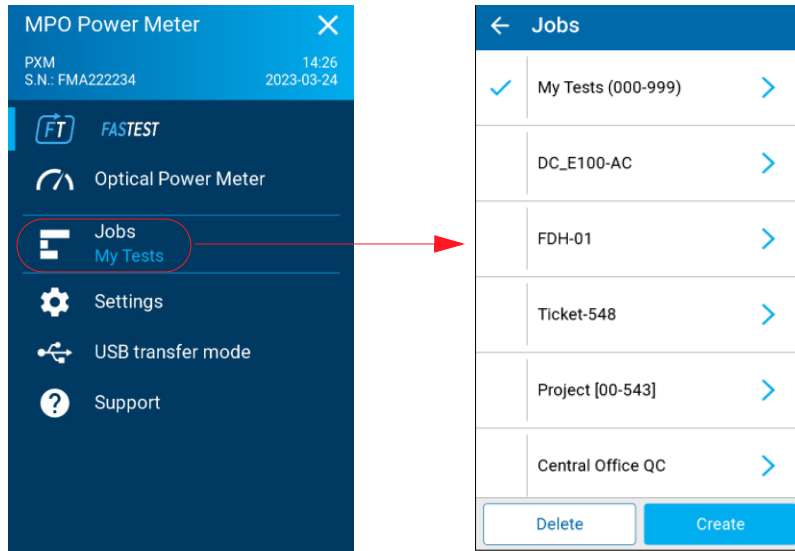 MPO Power Meter
PXM
14:26
S.N.: FMA222234
2023-03-24
FT FASTEST
Optical Power Meter
Jobs
My Tests
Settings
USB transfer mode
? Support
Jobs
My Tests (000-999)
DC_E100-AC
FDH-01
Ticket-548
Project [00-543]
Central Office QC
Delete
Create